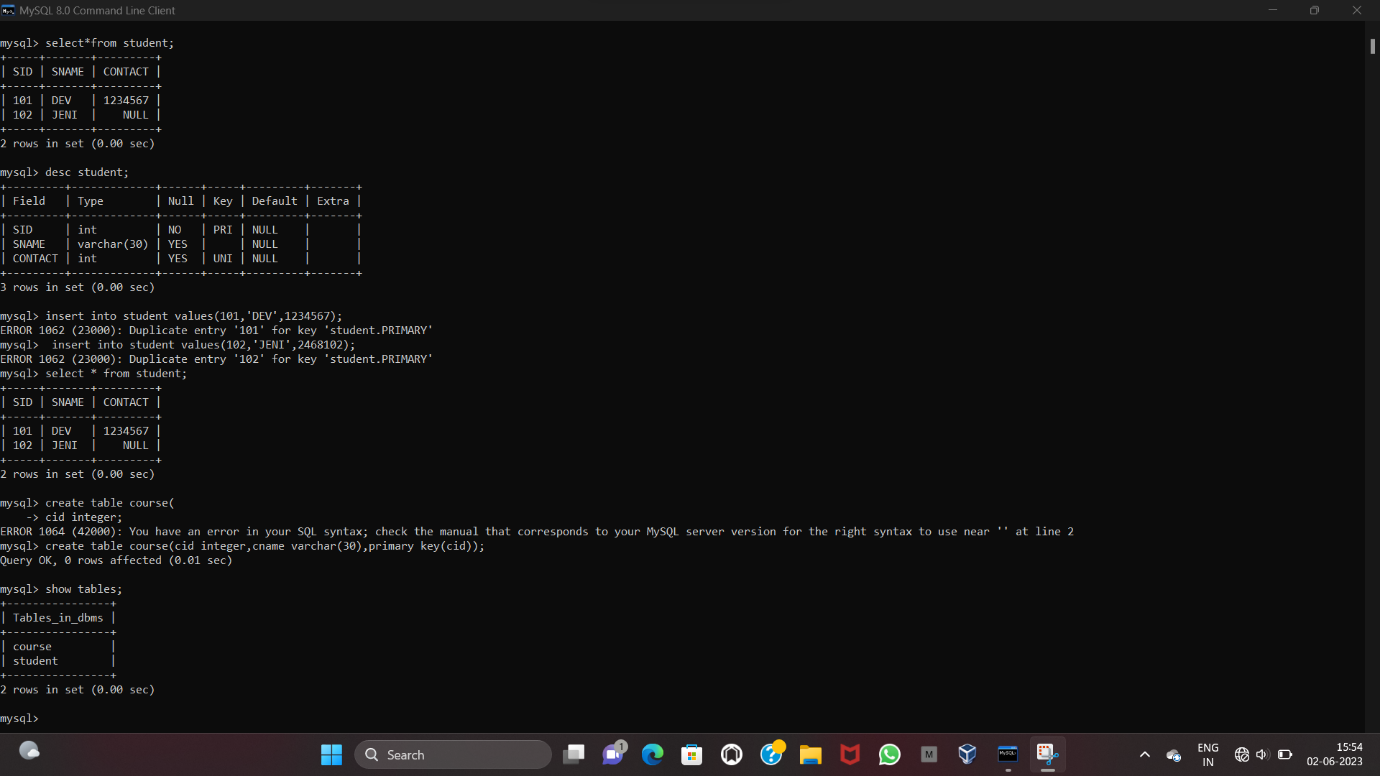 MySQL 8.0 Command Line Client
mysql> select*from student;
+-----+-------+---------+
| SID | SNAME | CONTACT |
+-----+-------+---------+
| 101 | DEV   | 1234567 |
| 102 | JENI  |    NULL |
+-----+-------+---------+
2 rows in set (0.00 sec)
mysql> desc student;
+---------+-------------+------+-----+---------+-------+
| Field   | Type        | Null | Key | Default | Extra |
+---------+-------------+------+-----+---------+-------+
| SID     | int         | NO   | PRI | NULL    |       |
| SNAME   | varchar(30) | YES  |     | NULL    |       |
| CONTACT | int         | YES  | UNI | NULL    |       |
+---------+-------------+------+-----+---------+-------+
3 rows in set (0.00 sec)
mysql> insert into student values(101,'DEV',1234567);
ERROR 1062 (23000): Duplicate entry '101' for key 'student.PRIMARY'
mysql>  insert into student values(102,'JENI',2468102);
ERROR 1062 (23000): Duplicate entry '102' for key 'student.PRIMARY'
mysql> select * from student;
+-----+-------+---------+
| SID | SNAME | CONTACT |
+-----+-------+---------+
| 101 | DEV   | 1234567 |
| 102 | JENI  |    NULL |
+-----+-------+---------+
2 rows in set (0.00 sec)
mysql> create table course(
    -> cid integer;
ERROR 1064 (42000): You have an error in your SQL syntax; check the manual that corresponds to your MySQL server version for the right syntax to use near '' at line 2
mysql> create table course(cid integer,cname varchar(30),primary key(cid));
Query OK, 0 rows affected (0.01 sec)
mysql> show tables;
+----------------+
| Tables_in_dbms |
+----------------+
| course         |
| student        |
+----------------+
2 rows in set (0.00 sec)
mysql>
Search
1
M
MySQL
ENG
IN
15:54
02-06-2023